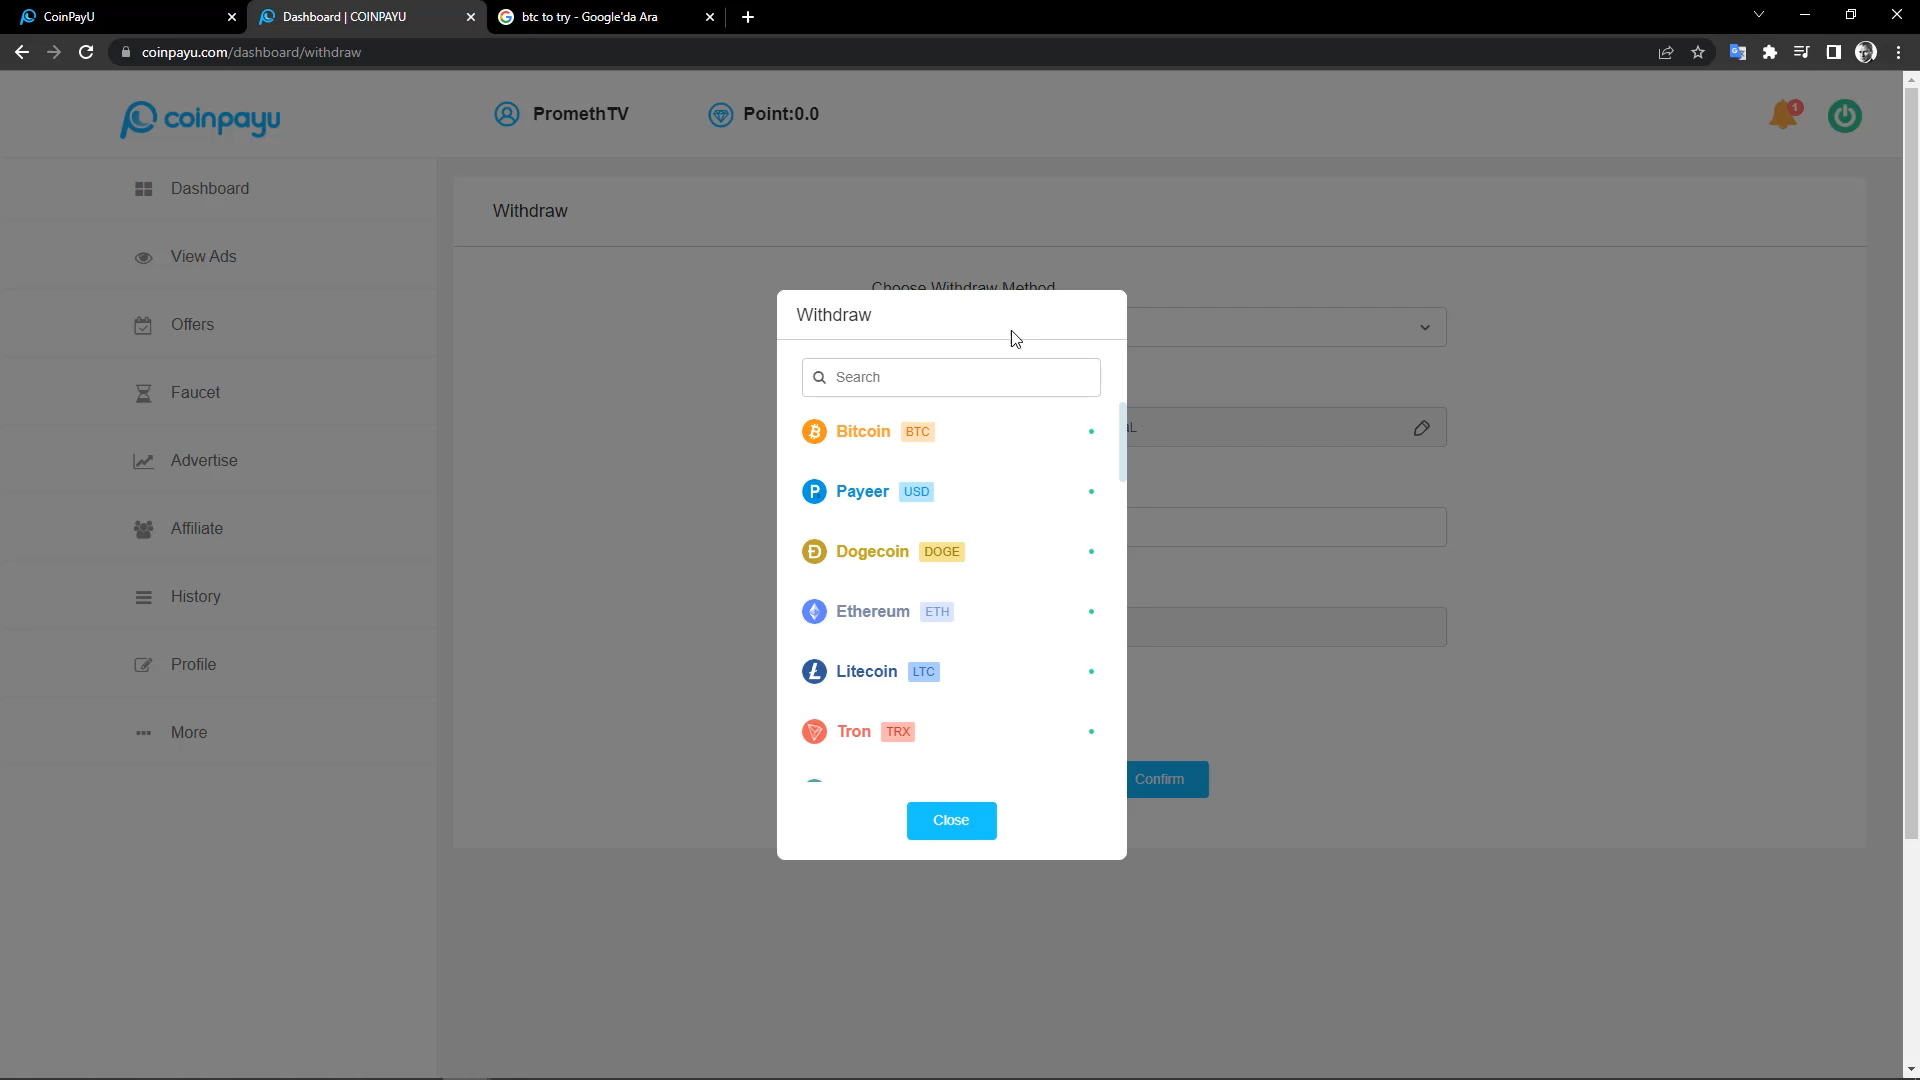 CoinPayU
Dashboard | COINPAYU
btc to try - Google'da Ara
coinpayu.com/dashboard/withdraw
coinpayu
PromethTV
Point:0.0
1
Dashboard
View Ads
Offers
Faucet
Advertise
Affiliate
History
Profile
More
Withdraw
Choose Withdraw Method
Withdraw
Search
Bitcoin BTC
Payeer USD
Dogecoin DOGE
Ethereum ETH
Litecoin LTC
Tron TRX
Close
Confirm